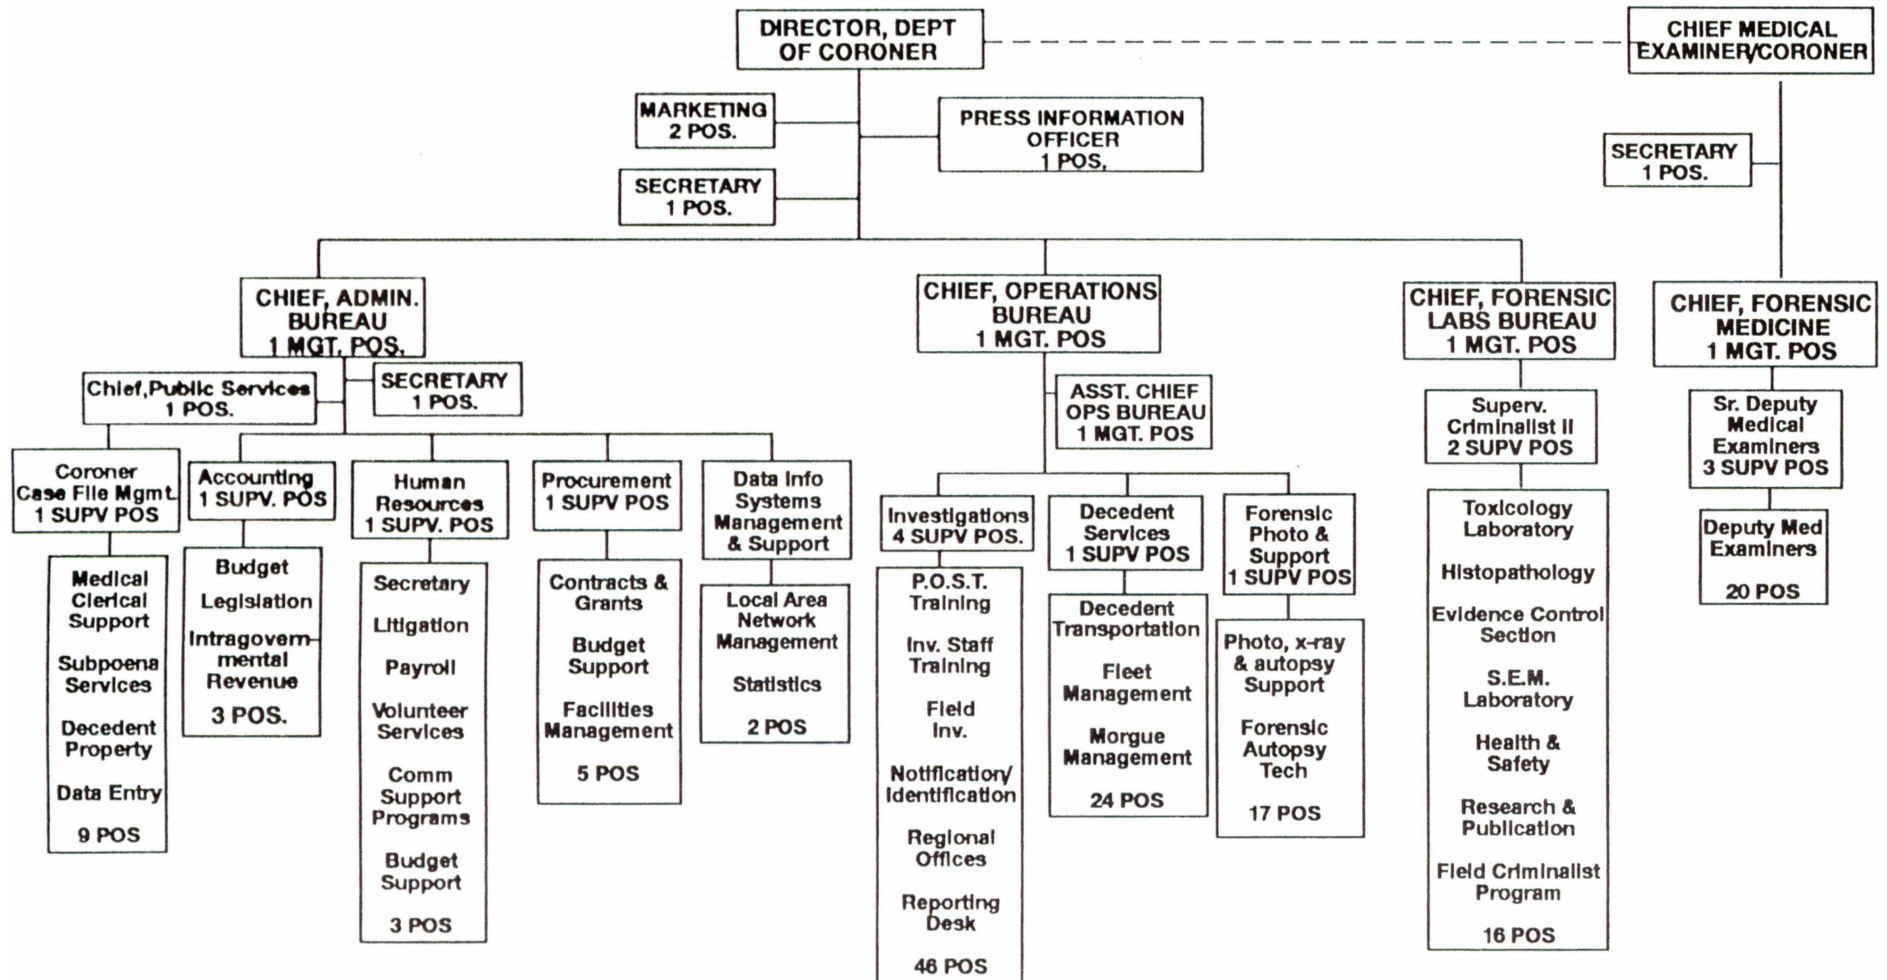 DIRECTOR, DEPT
OF CORONER
CHIEF MEDICAL
EXAMINER/CORONER
MARKETING
2 POS.
PRESS INFORMATION
OFFICER
1 POS,
SECRETARY
1 POS.
SECRETARY
1 POS.
CHIEF, ADMIN.
BUREAU
1 MGT. POS.
CHIEF, OPERATIONS
BUREAU
1 MGT. POS
CHIEF, FORENSIC
LABS BUREAU
1 MGT. POS
CHIEF, FORENSIC
MEDICINE
1 MGT. POS
Chief,Public Services
1 POS.
SECRETARY
1 POS.
ASST. CHIEF
OPS BUREAU
1 MGT. POS
Superv.
Criminalist II
2 SUPV POS
Sr. Deputy
Medical
Examiners
3 SUPV POS
Coroner
Case File Mgmt.
1 SUPV POS
Accounting
1 SUPV. POS
Human
Resources
1 SUPV. POS
Procurement
1 SUPV POS
Data Info
Systems
Management
& Support
Investigations
4 SUPV POS.
Decedent
Services
1 SUPV POS
Forensic
Photo &
Support
1 SUPV POS
Medical
Clerical
Support
Subpoena
Services
Decedent
Property
Data Entry
9 POS
Budget
Legislation
Intragovern-
mental
Revenue
3 POS.
Secretary
Litigation
Payroll
Volunteer
Services
Comm
Support
Programs
Budget
Support
3 POS
Contracts &
Grants
Budget
Support
Facilities
Management
5 POS
Local Area
Network
Management
Statistics
2 POS
P.O.S.T.
Training
Inv. Staff
Training
Field
Inv.
Notification/
Identification
Regional
Offices
Reporting
Desk
46 POS
Decedent
Transportation
Fleet
Management
Morgue
Management
24 POS
Photo, x-ray
& autopsy
Support
Forensic
Autopsy
Tech
17 POS
Toxicology
Laboratory
Histopathology
Evidence Control
Section
S.E.M.
Laboratory
Health &
Safety
Research &
Publication
Field Criminalist
Program
16 POS
Deputy Med
Examiners
20 POS